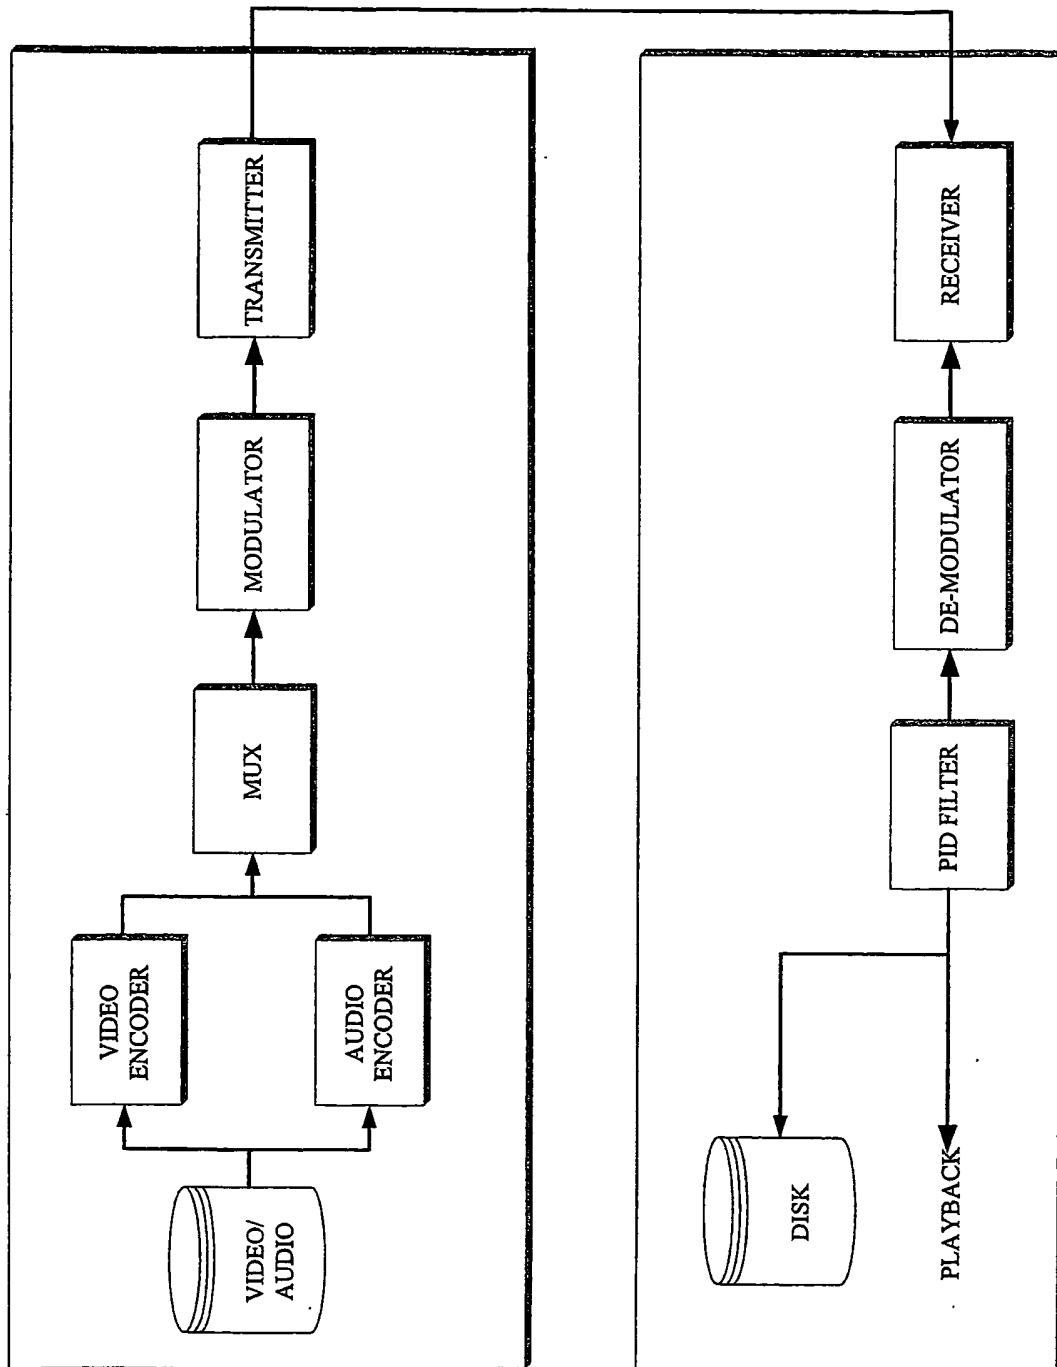 VIDEO/
AUDIO
VIDEO
ENCODER
AUDIO
ENCODER
MUX
MODULATOR
TRANSMITTER
DISK
PLAYBACK
PID FILTER
DE-MODULATOR
RECEIVER